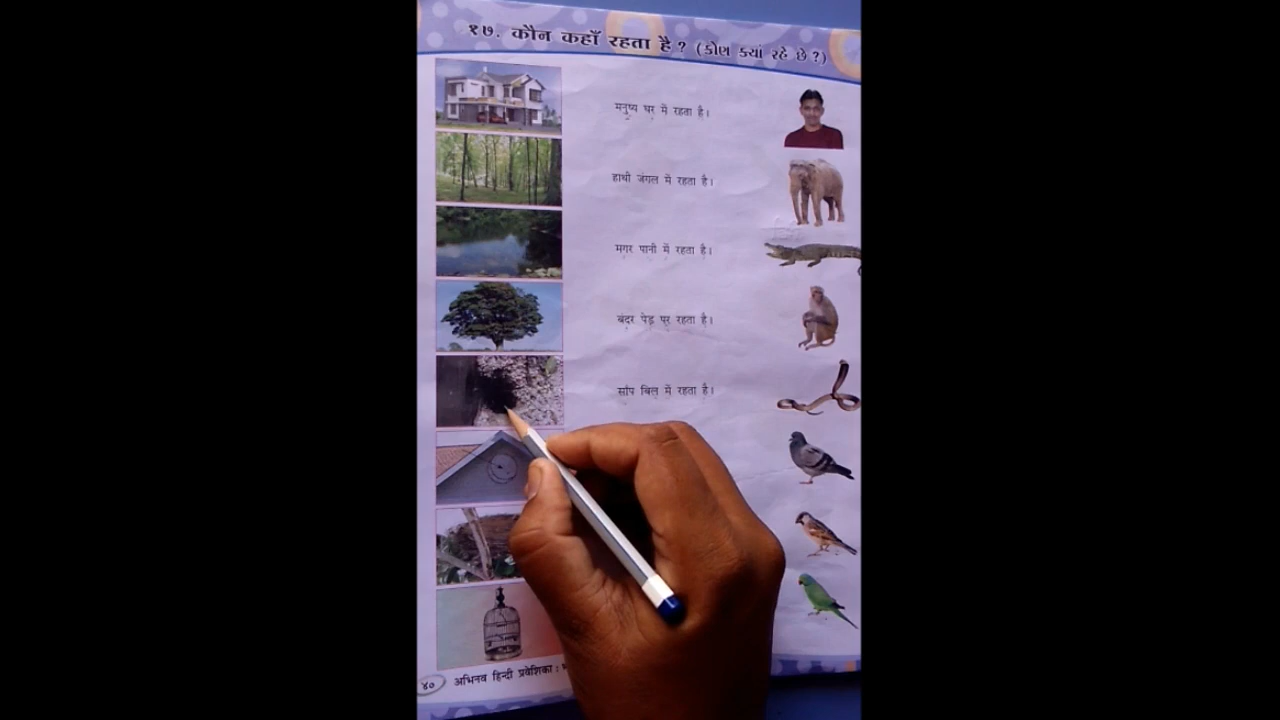 १७. कौन कहाँ रहता है? (કોણ ક્યાં રહે છે?)
मनुष्य घर में रहता है।
हाथी जंगल में रहता है।
मगर पानी में रहता है।
बंदर पेड़ पर रहता है।
साँप बिल में रहता है।
४० अभिनव हिन्दी प्रवेशिका :